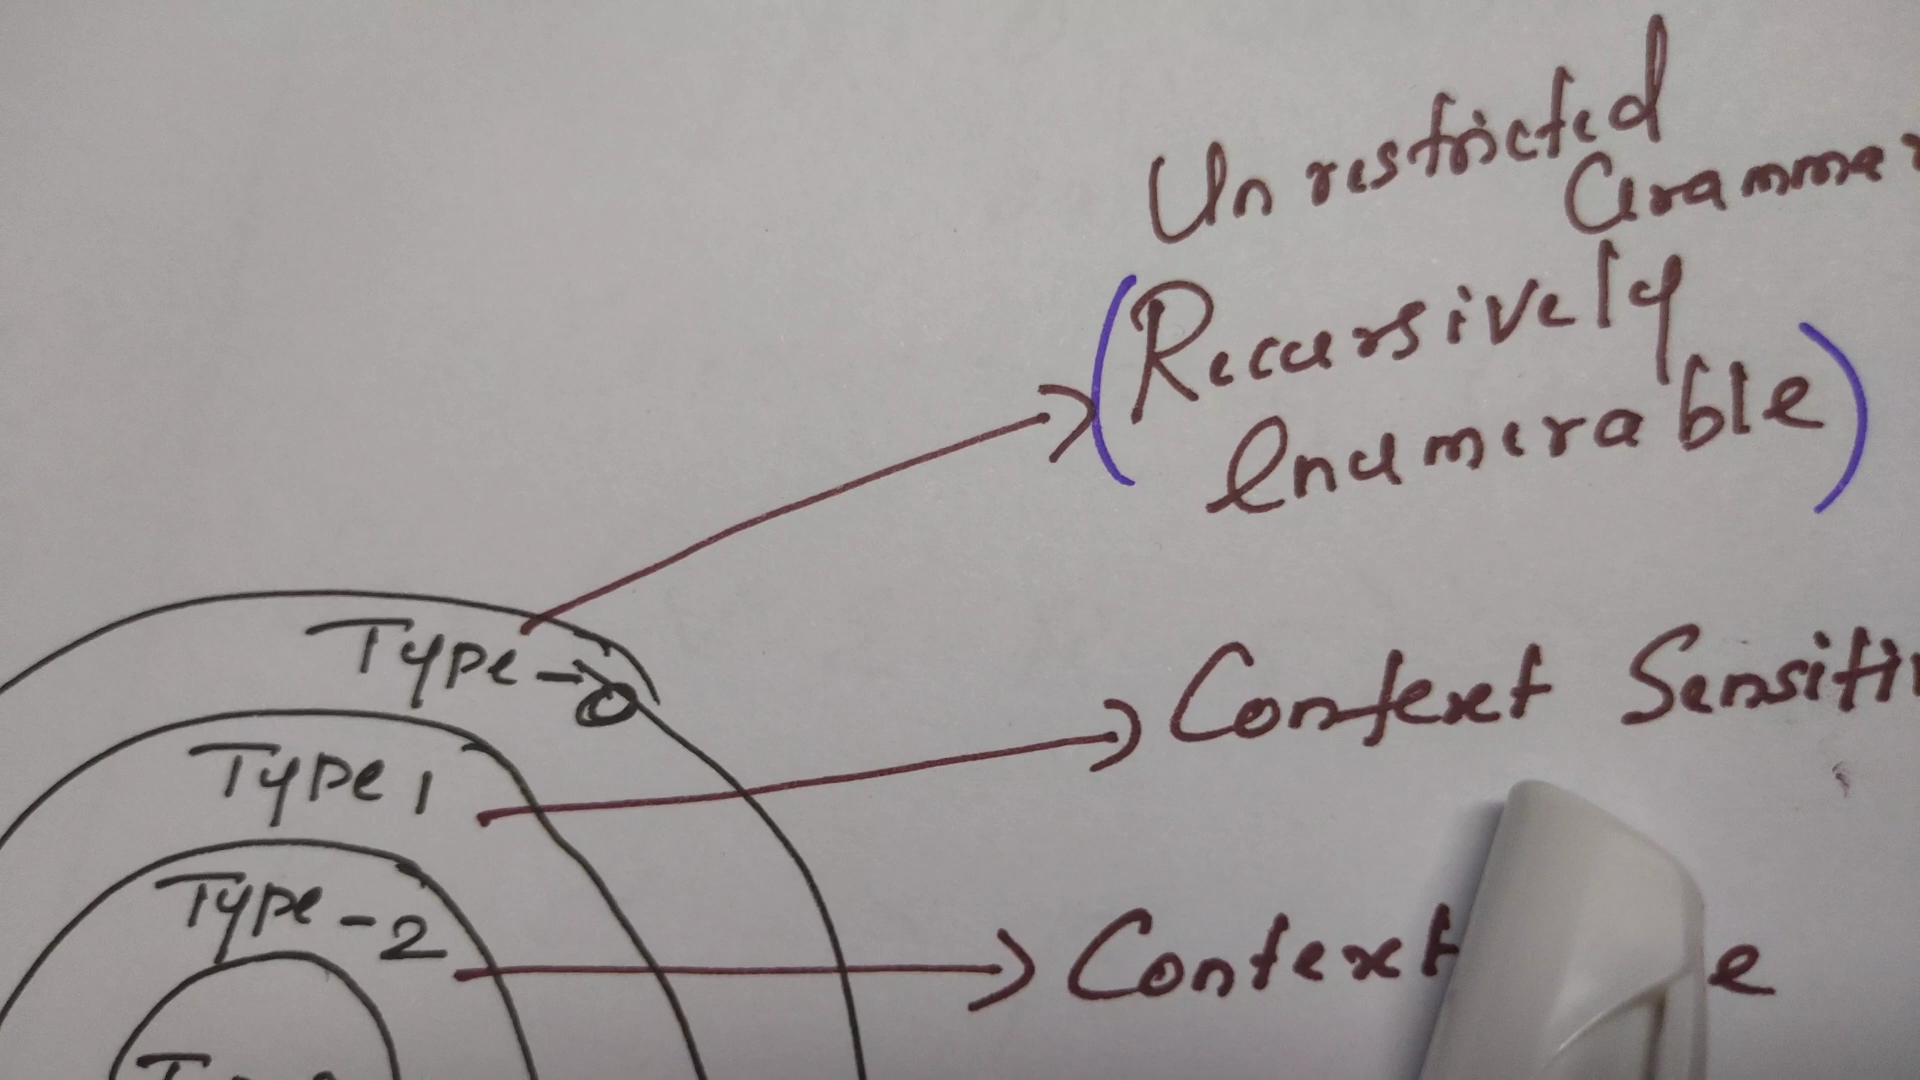 Unrestricted
Grammar
(Recursively
enumerable)
Type-0
Context Sensiti
Type 1
Type-2
Context